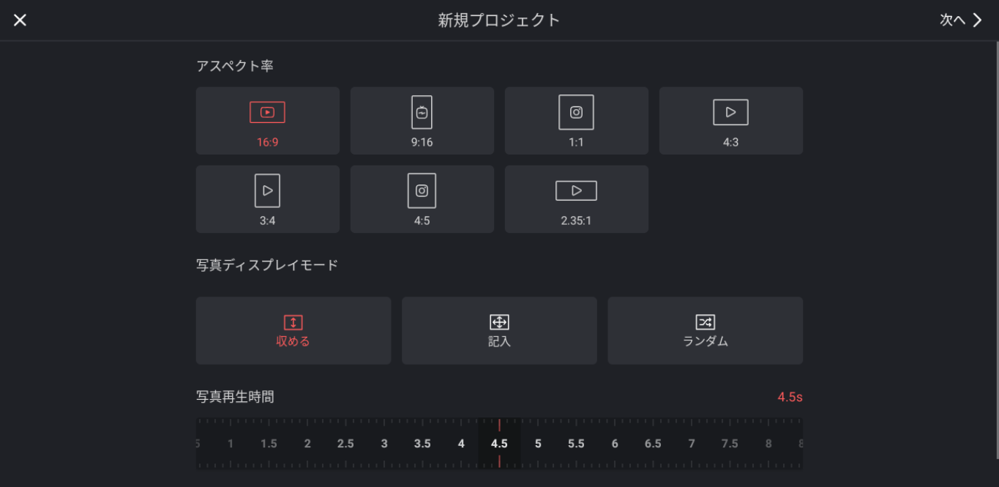 新規プロジェクト
次へ
アスペクト率
16:9
9:16
1:1
4:3
3:4
4:5
2.35:1
写真ディスプレイモード
収める
記入
ランダム
写真再生時間
4.5s
1 1.5 2 2.5 3 3.5 4 4.5 5 5.5 6 6.5 7 7.5 8